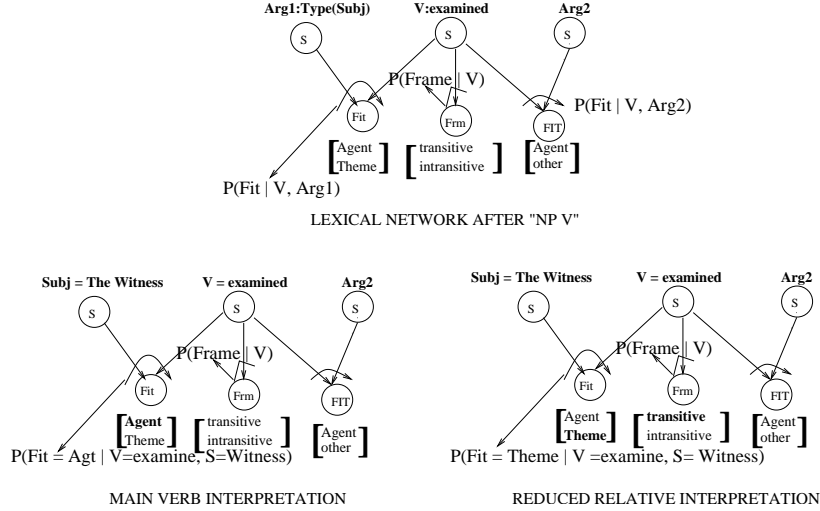 Arg1:Type(Subj) V:examined Arg2
S S S
P(Frame | V)
P(Fit | V, Arg2)
Fit Frm FIT
Agent transitive Agent
Theme intransitive other
P(Fit | V, Arg1)
LEXICAL NETWORK AFTER "NP V"
Subj = The Witness V = examined Arg2
S S S
P(Frame | V)
Fit Frm FIT
Agent transitive Agent
Theme intransitive other
P(Fit = Agt | V=examine, S=Witness)
MAIN VERB INTERPRETATION
Subj = The Witness V = examined Arg2
S S S
P(Frame | V)
Fit Frm FIT
Agent transitive Agent
Theme intransitive other
P(Fit = Theme | V =examine, S= Witness)
REDUCED RELATIVE INTERPRETATION